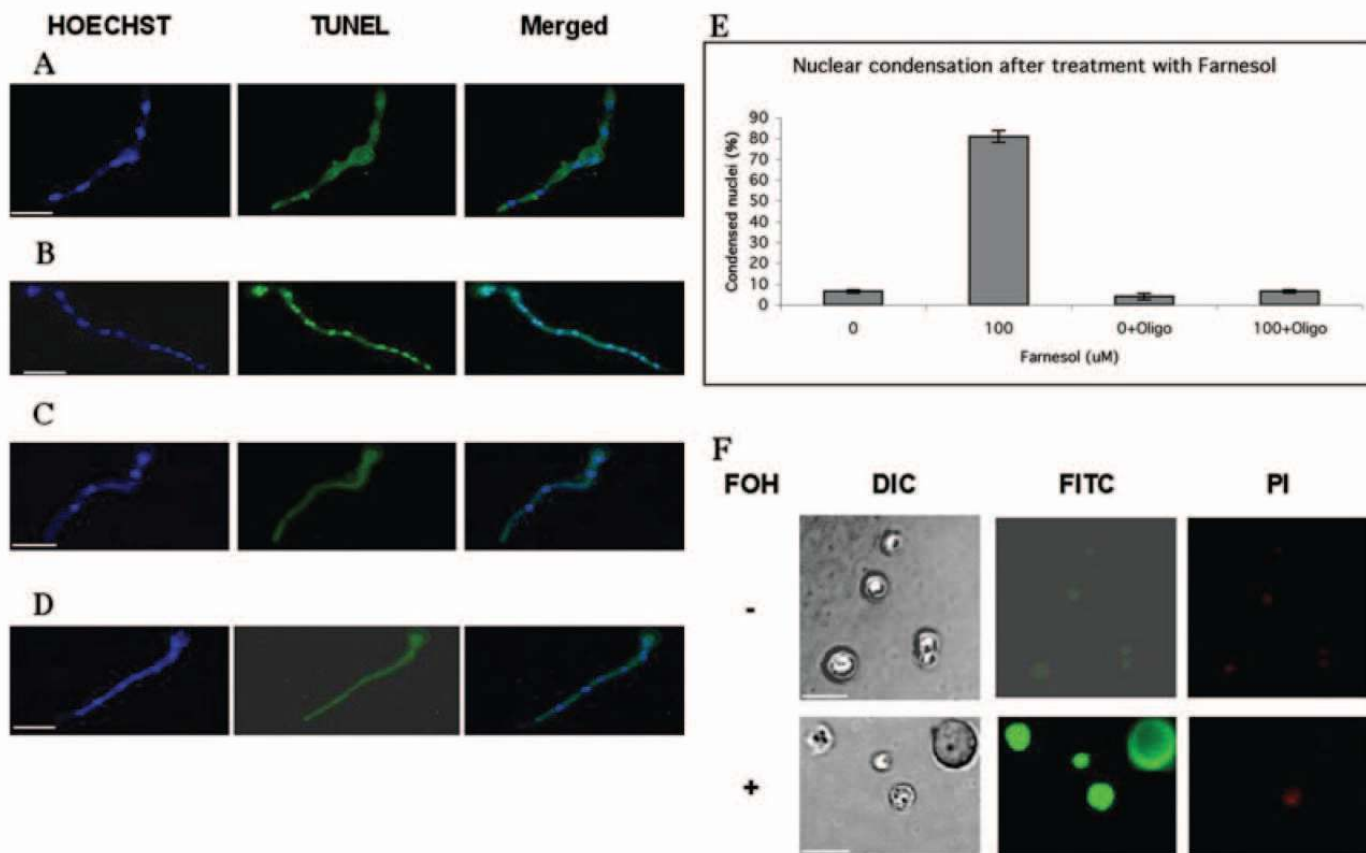 HOECHST TUNEL Merged
A
B
C
D
E
Nuclear condensation after treatment with Farnesol
Condensed nuclei (%)
90
80
70
60
50
40
30
20
10
0
0 100 0+Oligo 100+Oligo
Farnesol (uM)
F
FOH DIC FITC PI
-
+